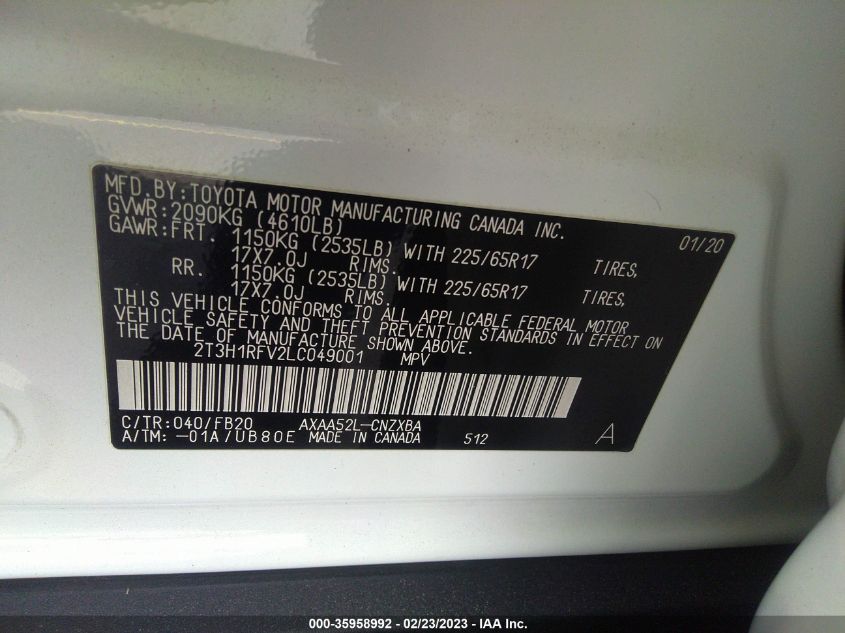 MFD.BY:TOYOTA MOTOR MANUFACTURING CANADA INC.
GVWR:2090KG (4610LB) 01/20
GAWR:FRT. 1150KG (2535LB) WITH 225/65R17 TIRES,
17X7.0J RIMS.
RR. 1150KG (2535LB) WITH 225/65R17 TIRES,
17X7.0J RIMS.
THIS VEHICLE CONFORMS TO ALL APPLICABLE FEDERAL MOTOR
VEHICLE SAFETY AND THEFT PREVENTION STANDARDS IN EFFECT ON
THE DATE OF MANUFACTURE SHOWN ABOVE.
2T3H1RFV2LC049001 MPV
C/TR:040/FB20 AXAA52L-CNZXBA
A/TM: -01A/UB80E MADE IN CANADA 512 A
000-35958992 - 02/23/2023 - IAA Inc.